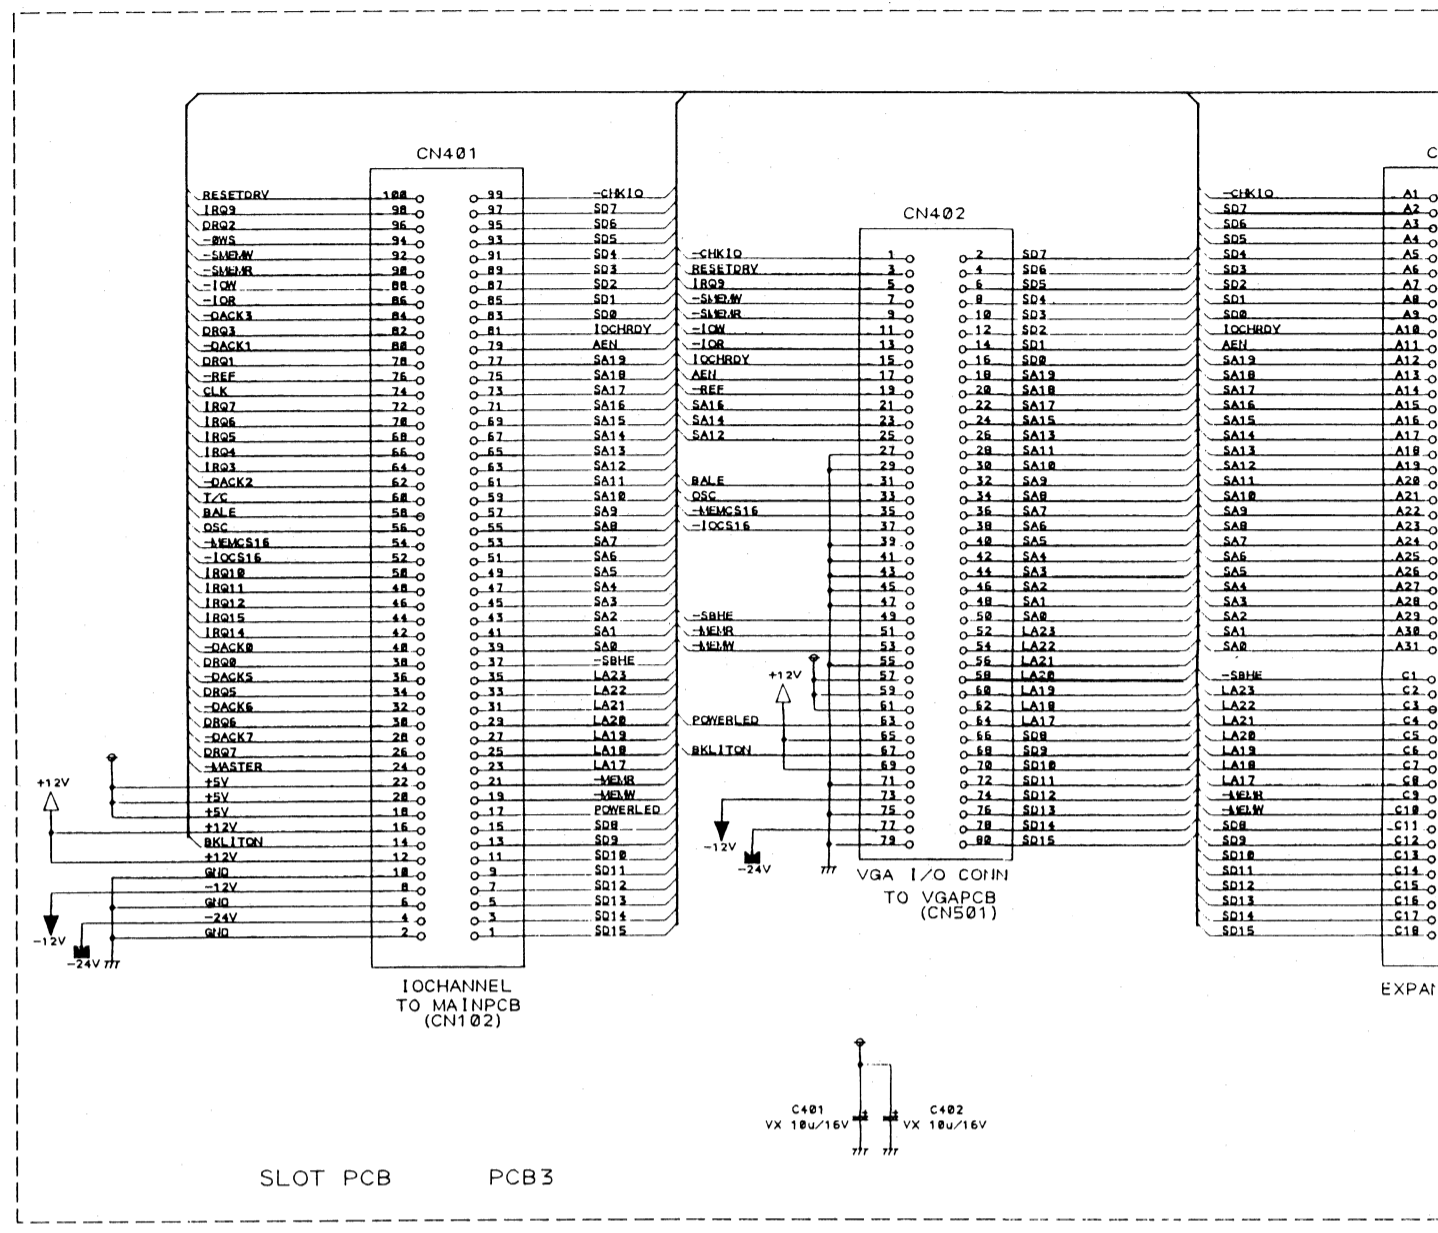 CN401
RESETDRV 100 99 -CHKIO
IRQ9 98 97 SD7
DRQ2 96 95 SD6
-0WS 94 93 SD5
-SMEMW 92 91 SD4
-SMEMR 90 89 SD3
-IOW 88 87 SD2
-IOR 86 85 SD1
-DACK3 84 83 SD0
DRQ3 82 81 IOCHRDY
-DACK1 80 79 AEN
DRQ1 78 77 SA19
-REF 76 75 SA18
CLK 74 73 SA17
IRQ7 72 71 SA16
IRQ6 70 69 SA15
IRQ5 68 67 SA14
IRQ4 66 65 SA13
IRQ3 64 63 SA12
-DACK2 62 61 SA11
T/C 60 59 SA10
BALE 58 57 SA9
OSC 56 55 SA8
-MEMCS16 54 53 SA7
-IOCS16 52 51 SA6
IRQ10 50 49 SA5
IRQ11 48 47 SA4
IRQ12 46 45 SA3
IRQ15 44 43 SA2
IRQ14 42 41 SA1
-DACK0 40 39 SA0
DRQ0 38 37 -SBHE
-DACK5 36 35 LA23
DRQ5 34 33 LA22
-DACK6 32 31 LA21
DRQ6 30 29 LA20
-DACK7 28 27 LA19
DRQ7 26 25 LA18
-MASTER 24 23 LA17
+5V 22 21 -MEMR
+5V 20 19 -MEMW
+5V 18 17 POWERLED
+12V 16 15 SD8
BKLITON 14 13 SD9
+12V 12 11 SD10
GND 10 9 SD11
-12V 8 7 SD12
GND 6 5 SD13
-24V 4 3 SD14
GND 2 1 SD15
+12V
-12V
-24V
IOCHANNEL
TO MAINPCB
(CN102)
CN402
-CHKIO 1 2 SD7
RESETDRV 3 4 SD6
IRQ9 5 6 SD5
-SMEMW 7 8 SD4
-SMEMR 9 10 SD3
-IOW 11 12 SD2
-IOR 13 14 SD1
IOCHRDY 15 16 SD0
AEN 17 18 SA19
-REF 19 20 SA18
SA16 21 22 SA17
SA14 23 24 SA15
SA12 25 26 SA13
27 28 SA11
29 30 SA10
BALE 31 32 SA9
OSC 33 34 SA8
-MEMCS16 35 36 SA7
-IOCS16 37 38 SA6
39 40 SA5
41 42 SA4
43 44 SA3
45 46 SA2
47 48 SA1
-SBHE 49 50 SA0
-MEMR 51 52 LA23
-MEMW 53 54 LA22
55 56 LA21
57 58 LA20
59 60 LA19
61 62 LA18
POWERLED 63 64 LA17
65 66 SD8
BKLITON 67 68 SD9
69 70 SD10
71 72 SD11
73 74 SD12
75 76 SD13
77 78 SD14
79 80 SD15
+12V
-12V
-24V
VGA I/O CONN
TO VGAPCB
(CN501)
C
-CHKIO A1
SD7 A2
SD6 A3
SD5 A4
SD4 A5
SD3 A6
SD2 A7
SD1 A8
SD0 A9
IOCHRDY A10
AEN A11
SA19 A12
SA18 A13
SA17 A14
SA16 A15
SA15 A16
SA14 A17
SA13 A18
SA12 A19
SA11 A20
SA10 A21
SA9 A22
SA8 A23
SA7 A24
SA6 A25
SA5 A26
SA4 A27
SA3 A28
SA2 A29
SA1 A30
SA0 A31
-SBHE C1
LA23 C2
LA22 C3
LA21 C4
LA20 C5
LA19 C6
LA18 C7
LA17 C8
-MEMR C9
-MEMW C10
SD8 C11
SD9 C12
SD10 C13
SD11 C14
SD12 C15
SD13 C16
SD14 C17
SD15 C18
EXPA
C401
VX 10u/16V
C402
VX 10u/16V
SLOT PCB PCB3